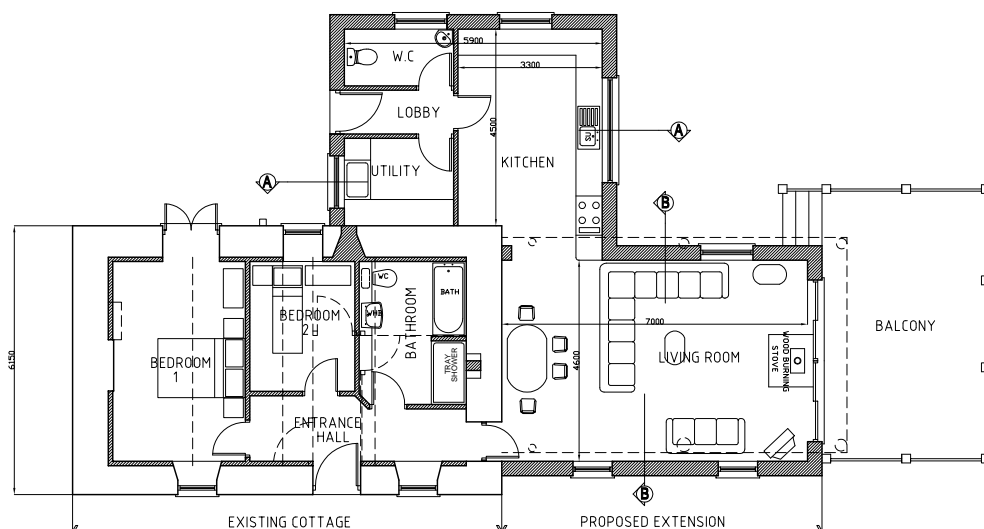 5900
W.C
3300
LOBBY
4500
A
SU
KITCHEN
UTILITY
A
B
WC
BATH
WHB
BEDROOM
2
BATHROOM
7000
BALCONY
6150
BEDROOM
1
TRAY
SHOWER
4600
LIVING ROOM
WOOD BURNING
STOVE
ENTRANCE
HALL
B
EXISTING COTTAGE
PROPOSED EXTENSION